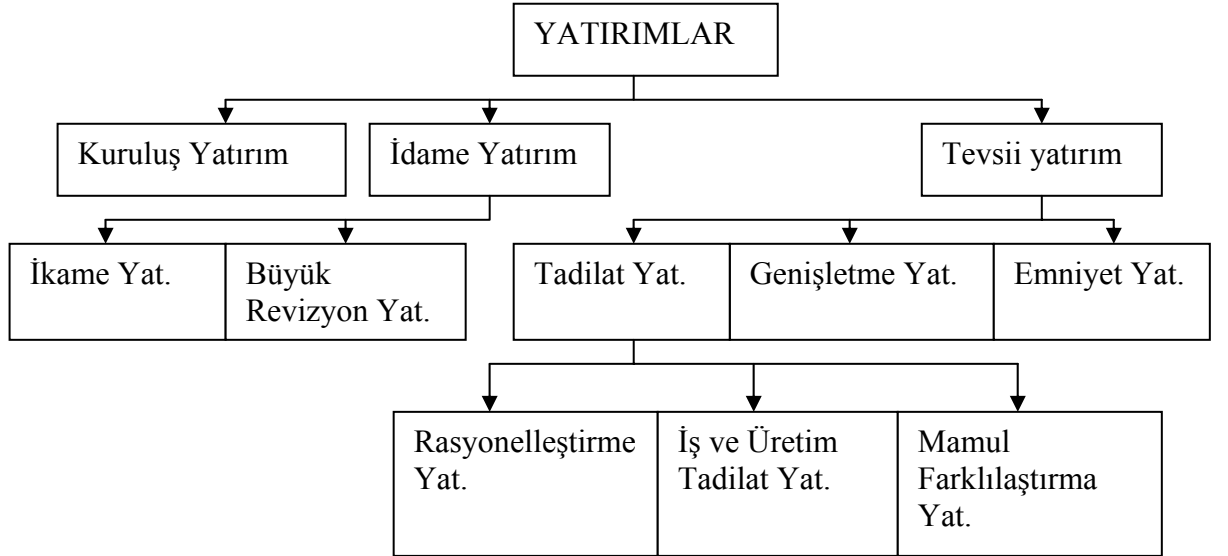 YATIRIMLAR
Kuruluş Yatırım
İdame Yatırım
Tevsii yatırım
İkame Yat.
Büyük
Revizyon Yat.
Tadilat Yat.
Genişletme Yat.
Emniyet Yat.
Rasyonelleştirme
Yat.
İş ve Üretim
Tadilat Yat.
Mamul
Farklılaştırma
Yat.